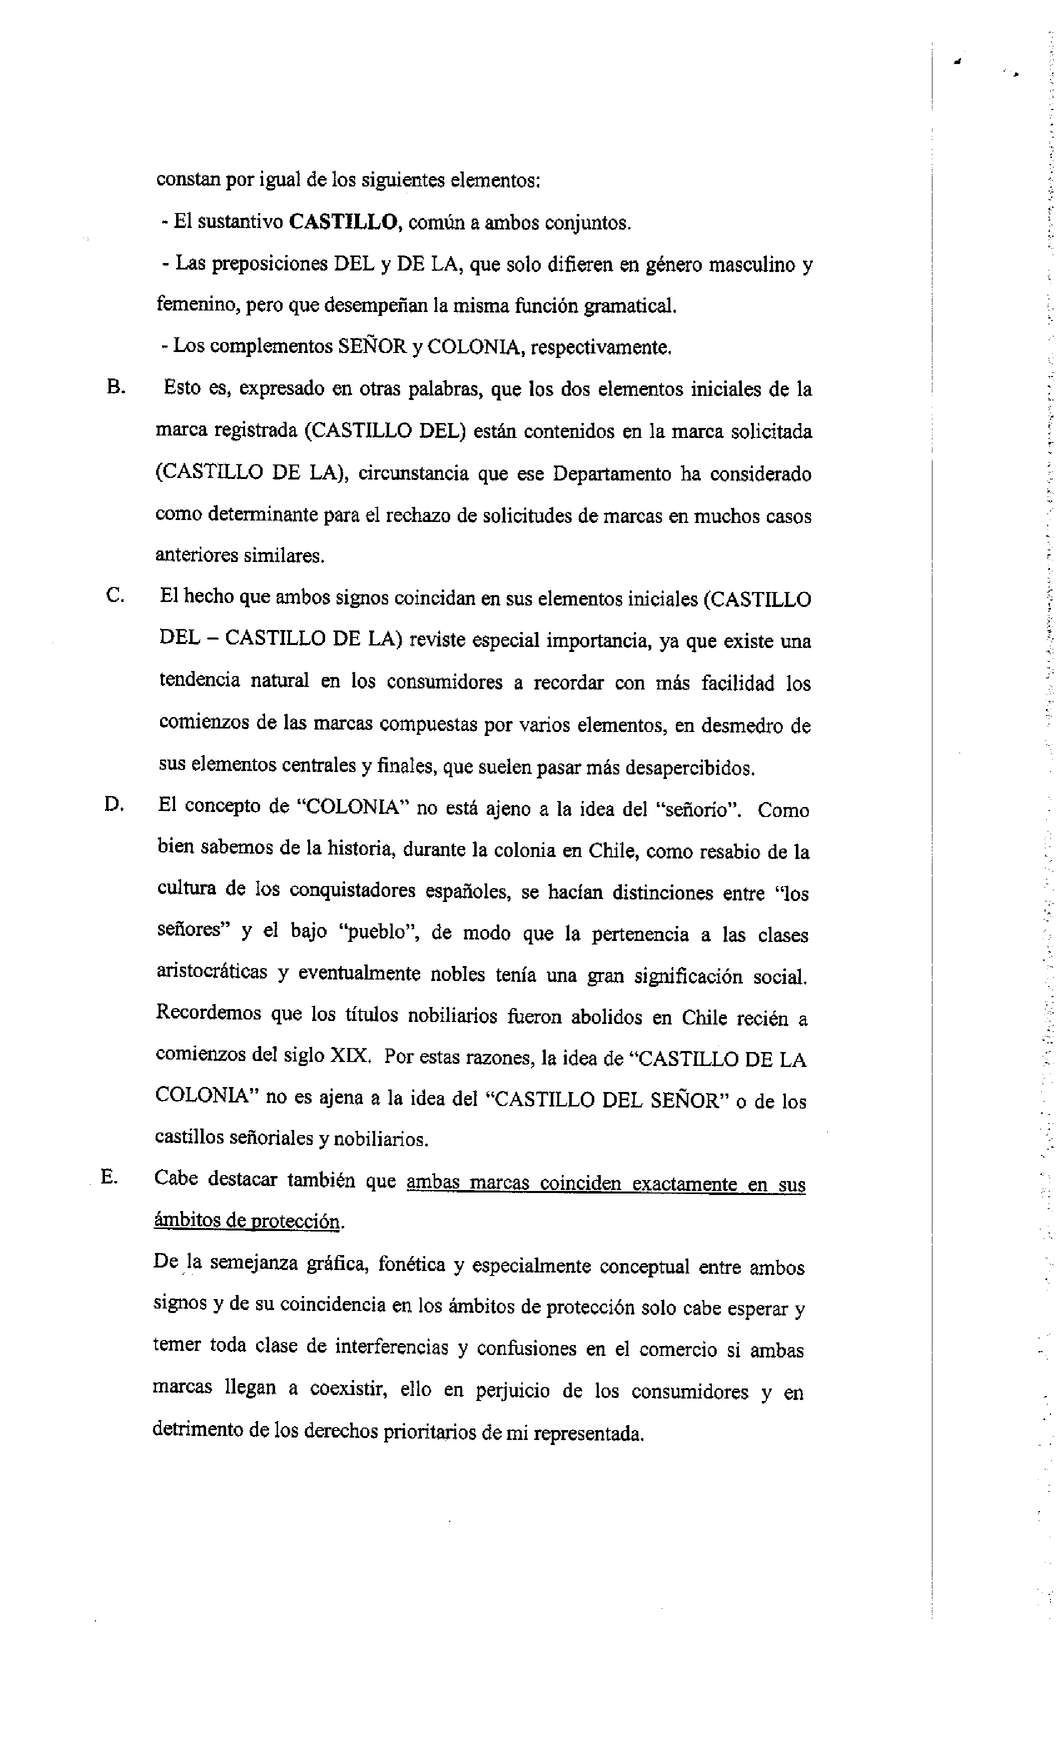 constan por igual de los siguientes elementos:
- El sustantivo CASTILLO, común a ambos conjuntos.
- Las preposiciones DEL y DE LA, que solo difieren en género masculino y
femenino, pero que desempeñan la misma función gramatical.
- Los complementos SEÑOR y COLONIA, respectivamente.
B. Esto es, expresado en otras palabras, que los dos elementos iniciales de la
marca registrada (CASTILLO DEL) están contenidos en la marca solicitada
(CASTILLO DE LA), circunstancia que ese Departamento ha considerado
como determinante para el rechazo de solicitudes de marcas en muchos casos
anteriores similares.
C. El hecho que ambos signos coincidan en sus elementos iniciales (CASTILLO
DEL – CASTILLO DE LA) reviste especial importancia, ya que existe una
tendencia natural en los consumidores a recordar con más facilidad los
comienzos de las marcas compuestas por varios elementos, en desmedro de
sus elementos centrales y finales, que suelen pasar más desapercibidos.
D. El concepto de “COLONIA” no está ajeno a la idea del “señorío”. Como
bien sabemos de la historia, durante la colonia en Chile, como resabio de la
cultura de los conquistadores españoles, se hacían distinciones entre “los
señores” y el bajo “pueblo”, de modo que la pertenencia a las clases
aristocráticas y eventualmente nobles tenía una gran significación social.
Recordemos que los títulos nobiliarios fueron abolidos en Chile recién a
comienzos del siglo XIX. Por estas razones, la idea de “CASTILLO DE LA
COLONIA” no es ajena a la idea del “CASTILLO DEL SEÑOR” o de los
castillos señoriales y nobiliarios.
E. Cabe destacar también que ambas marcas coinciden exactamente en sus
ámbitos de protección.
De la semejanza gráfica, fonética y especialmente conceptual entre ambos
signos y de su coincidencia en los ámbitos de protección solo cabe esperar y
temer toda clase de interferencias y confusiones en el comercio si ambas
marcas llegan a coexistir, ello en perjuicio de los consumidores y en
detrimento de los derechos prioritarios de mi representada.